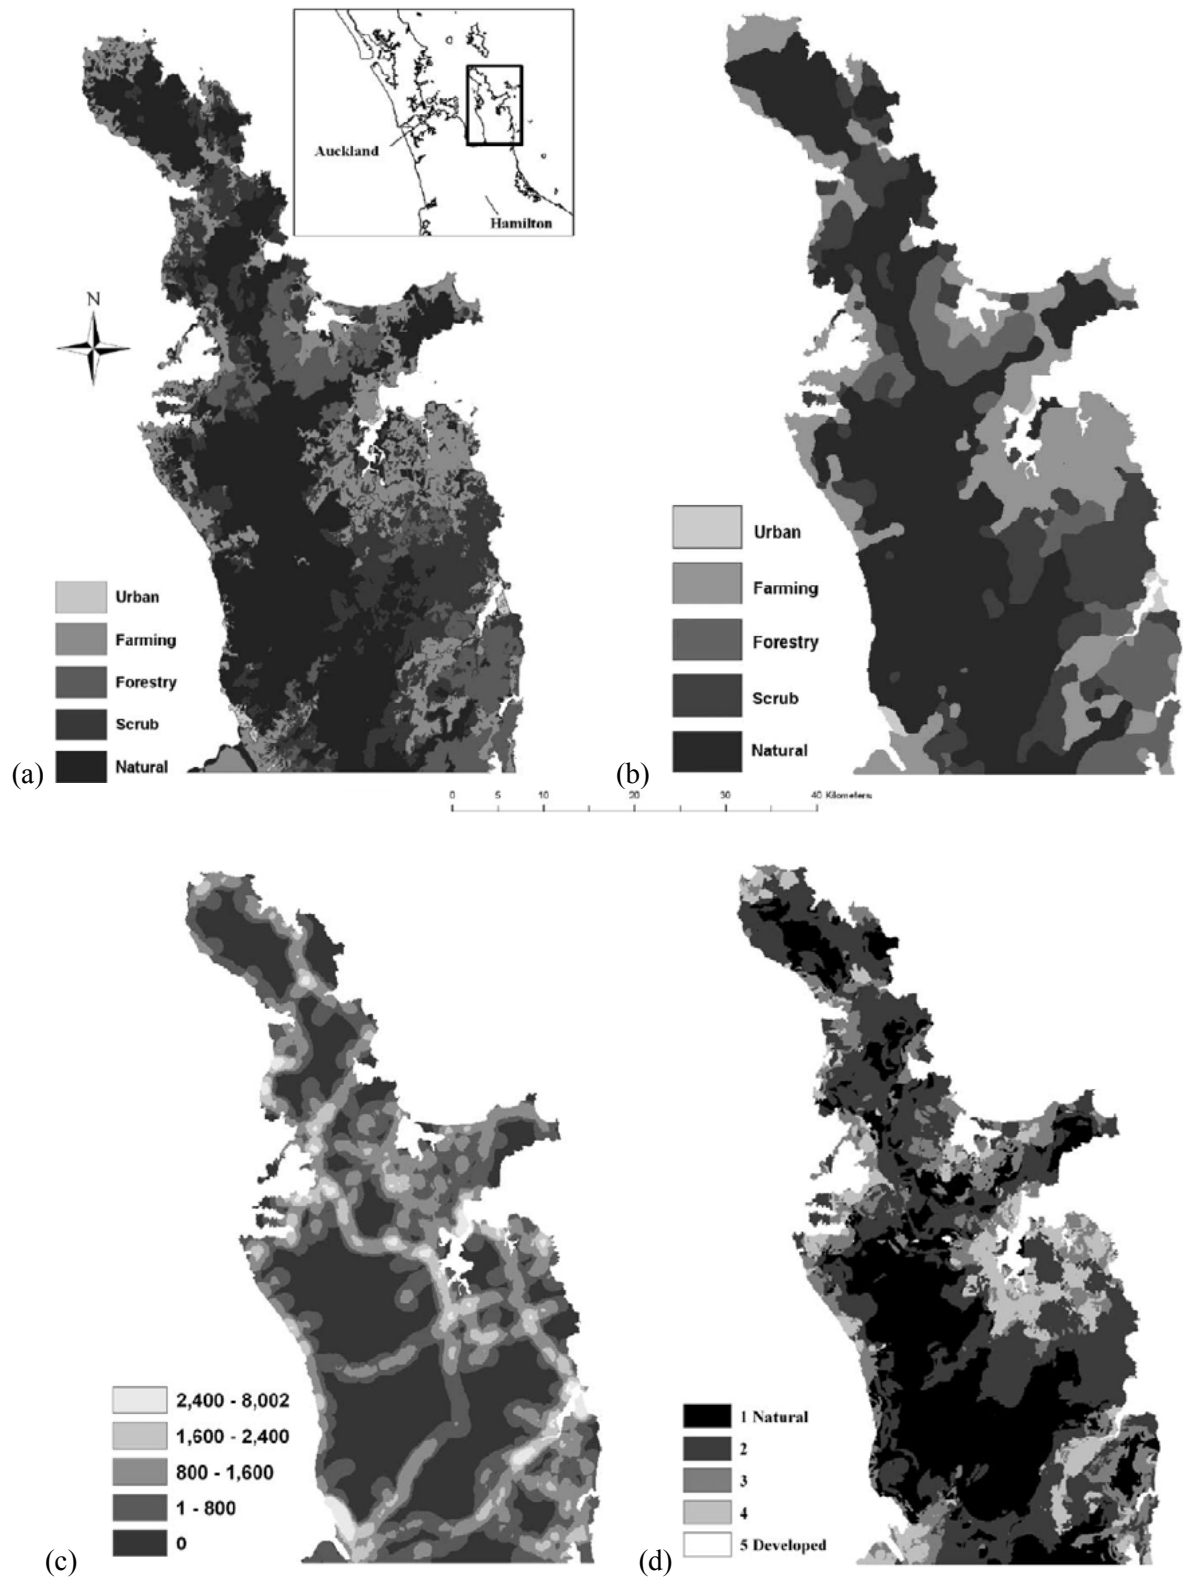 Auckland
Hamilton
N
Urban
Farming
Forestry
Scrub
Natural
(a)
Urban
Farming
Forestry
Scrub
Natural
(b)
0 5 10 20 30 40 Kilometers
2,400 - 8,002
1,600 - 2,400
800 - 1,600
1 - 800
0
(c)
1 Natural
2
3
4
5 Developed
(d)